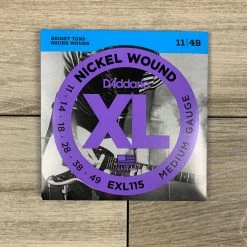 BRIGHT TONE
ROUND WOUND
11|49
NICKEL WOUND
D'Addario
XL
11·14·18·28·38·49
MEDIUM GAUGE
EXL115